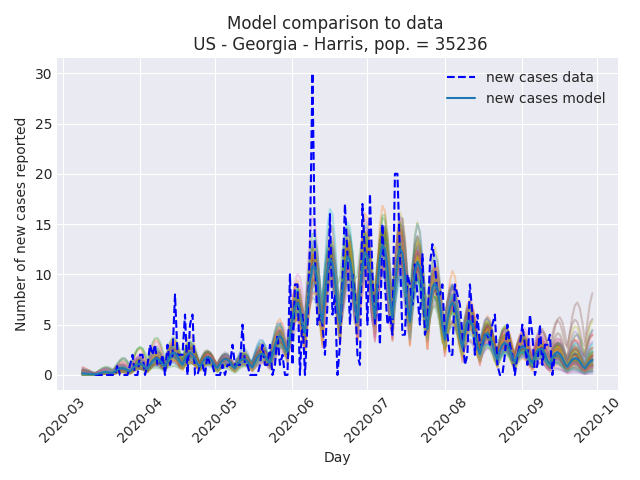 Model comparison to data
US - Georgia - Harris, pop. = 35236
new cases data
new cases model
Number of new cases reported
30
25
20
15
10
5
0
2020-03
2020-04
2020-05
2020-06
2020-07
2020-08
2020-09
2020-10
Day